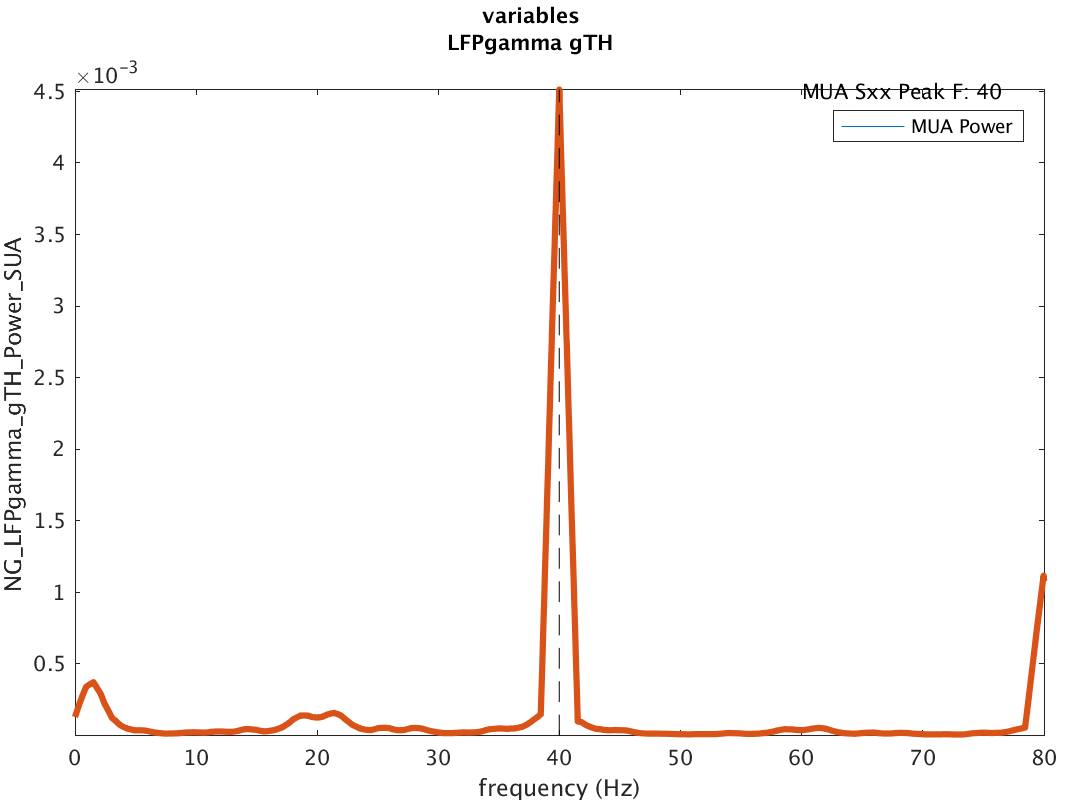 variables
LFPgamma gTH
×10-3
MUA Sxx Peak F: 40
MUA Power
4.5
4
3.5
3
2.5
2
1.5
1
0.5
NG_LFPgamma_gTH_Power_SUA
0 10 20 30 40 50 60 70 80
frequency (Hz)